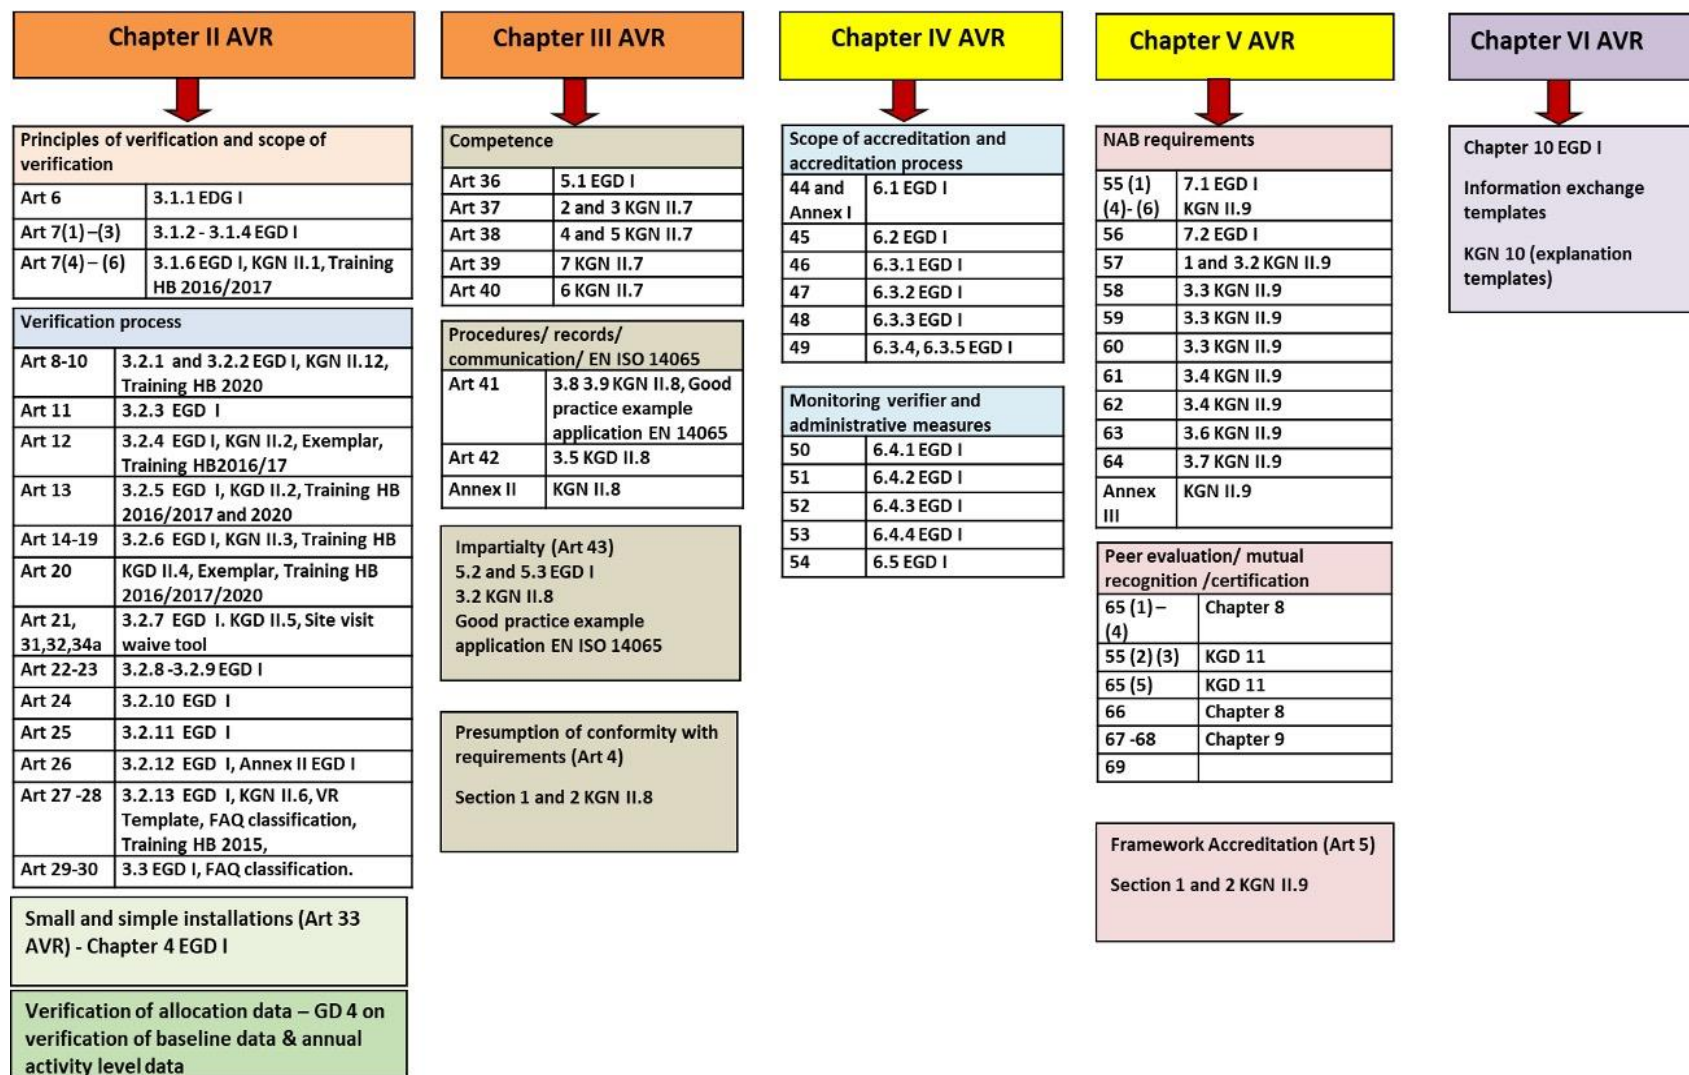 Chapter II AVR
Principles of verification and scope of
verification
Art 6 3.1.1 EDG I
Art 7(1) –(3) 3.1.2 - 3.1.4 EGD I
Art 7(4) – (6) 3.1.6 EGD I, KGN II.1, Training
HB 2016/2017
Verification process
Art 8-10 3.2.1 and 3.2.2 EGD I, KGN II.12,
Training HB 2020
Art 11 3.2.3 EGD I
Art 12 3.2.4 EGD I, KGN II.2, Exemplar,
Training HB2016/17
Art 13 3.2.5 EGD I, KGD II.2, Training HB
2016/2017 and 2020
Art 14-19 3.2.6 EGD I, KGN II.3, Training HB
Art 20 KGD II.4, Exemplar, Training HB
2016/2017/2020
Art 21, 3.2.7 EGD I. KGD II.5, Site visit
31,32,34a waive tool
Art 22-23 3.2.8 -3.2.9 EGD I
Art 24 3.2.10 EGD I
Art 25 3.2.11 EGD I
Art 26 3.2.12 EGD I, Annex II EGD I
Art 27 -28 3.2.13 EGD I, KGN II.6, VR
Template, FAQ classification,
Training HB 2015,
Art 29-30 3.3 EGD I, FAQ classification.
Small and simple installations (Art 33
AVR) - Chapter 4 EGD I
Verification of allocation data – GD 4 on
verification of baseline data & annual
activity level data
Chapter III AVR
Competence
Art 36 5.1 EGD I
Art 37 2 and 3 KGN II.7
Art 38 4 and 5 KGN II.7
Art 39 7 KGN II.7
Art 40 6 KGN II.7
Procedures/ records/
communication/ EN ISO 14065
Art 41 3.8 3.9 KGN II.8, Good
practice example
application EN 14065
Art 42 3.5 KGD II.8
Annex II KGN II.8
Impartialty (Art 43)
5.2 and 5.3 EGD I
3.2 KGN II.8
Good practice example
application EN ISO 14065
Presumption of conformity with
requirements (Art 4)
Section 1 and 2 KGN II.8
Chapter IV AVR
Scope of accreditation and
accreditation process
44 and 6.1 EGD I
Annex I
45 6.2 EGD I
46 6.3.1 EGD I
47 6.3.2 EGD I
48 6.3.3 EGD I
49 6.3.4, 6.3.5 EGD I
Monitoring verifier and
administrative measures
50 6.4.1 EGD I
51 6.4.2 EGD I
52 6.4.3 EGD I
53 6.4.4 EGD I
54 6.5 EGD I
Chapter V AVR
NAB requirements
55 (1) 7.1 EGD I
(4)- (6) KGN II.9
56 7.2 EGD I
57 1 and 3.2 KGN II.9
58 3.3 KGN II.9
59 3.3 KGN II.9
60 3.3 KGN II.9
61 3.4 KGN II.9
62 3.4 KGN II.9
63 3.6 KGN II.9
64 3.7 KGN II.9
Annex KGN II.9
III
Peer evaluation/ mutual
recognition /certification
65 (1) – Chapter 8
(4)
55 (2) (3) KGD 11
65 (5) KGD 11
66 Chapter 8
67 -68 Chapter 9
69
Framework Accreditation (Art 5)
Section 1 and 2 KGN II.9
Chapter VI AVR
Chapter 10 EGD I
Information exchange
templates
KGN 10 (explanation
templates)